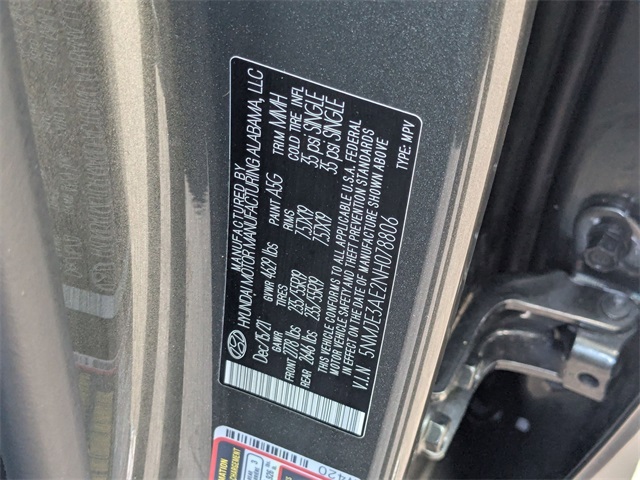 MANUFACTURED BY
HYUNDAI MOTOR MANUFACTURING ALABAMA, LLC
Dec/15/21 GVWR 4629 lbs PAINT A5G TRIM MMH
GAWR TIRES RIMS COLD TIRE INFL
FRONT 2778 lbs 235/55R19 7.5JX19 35 psi SINGLE
REAR 2646 lbs 235/55R19 7.5JX19 35 psi SINGLE
THIS VEHICLE CONFORMS TO ALL APPLICABLE U.S.A. FEDERAL
MOTOR VEHICLE SAFETY, AND THEFT PREVENTION STANDARDS
IN EFFECT ON THE DATE OF MANUFACTURE SHOWN ABOVE
V.I.N 5NMJE3AE2NH078806 TYPE: MPV